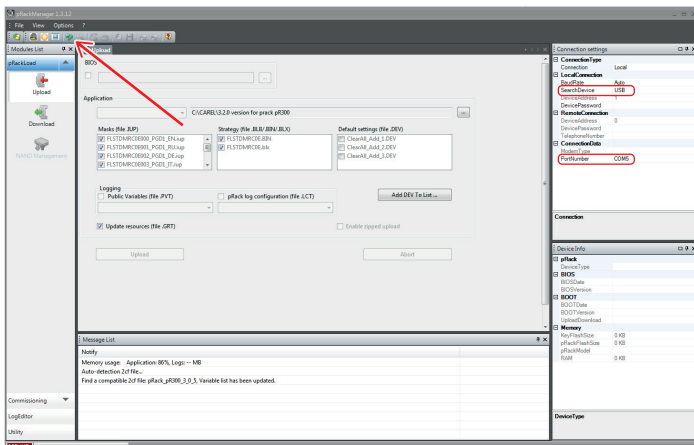 pRackManager 1.3.12
File View Options ?
Modules List
pRackLoad
Upload
Download
NAND Management
Commissioning
LogEditor
Utility
Upload
BIOS
...
Application
C:\CAREL\3.2.0 version for prack pR300
...
Masks (file .IUP)
FLSTDMRC0E000_PGD1_EN.iup
FLSTDMRC0E001_PGD1_RU.iup
FLSTDMRC0E002_PGD1_DE.iup
FLSTDMRC0E003_PGD1_IT.iup
Strategy (file .BLB/.BIN/.BLX)
FLSTDMRC0E.BIN
FLSTDMRC0E.blx
Default settings (file .DEV)
ClearAll_Add_1.DEV
ClearAll_Add_2.DEV
ClearAll_Add_3.DEV
Logging
Public Variables (file .PVT)
pRack log configuration (file .LCT)
Add DEV To List ...
Update resources (file .GRT)
Enable zipped upload
Upload
Abort
Message List
Notify
Memory usage: Application: 86%, Logs: -- MB
Auto-detection 2cf file...
Find a compatible 2cf file: pRack_pR300_3_0_5, Variable list has been updated.
Connection settings
ConnectionType
Connection Local
LocalConnection
BaudRate Auto
SearchDevice USB
DeviceAddress 1
DevicePassword
RemoteConnection
DeviceAddress 0
DevicePassword
TelephoneNumber
ConnectionData
ModemType
PortNumber COM5
Connection
Device Info
pRack
DeviceType
BIOS
BIOSDate
BIOSVersion
BOOT
BOOTDate
BOOTVersion
UploadDownload
Memory
KeyFlashSize 0 KB
pRackFlashSize 0 KB
pRackModel
RAM 0 KB
DeviceType